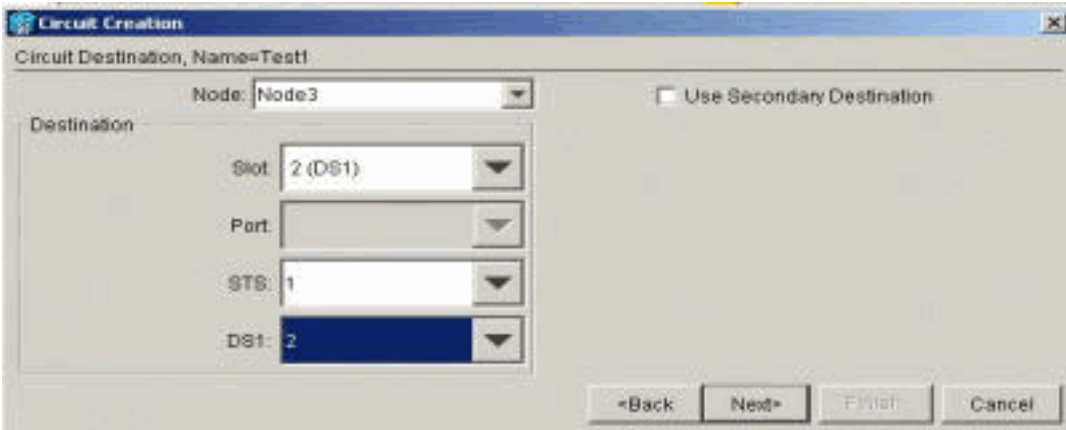 Circuit Creation
Circuit Destination, Name=Test1
Node: Node3
Use Secondary Destination
Destination
Slot: 2 (DS1)
Port:
STS: 1
DS1: 2
<Back Next> Finish Cancel